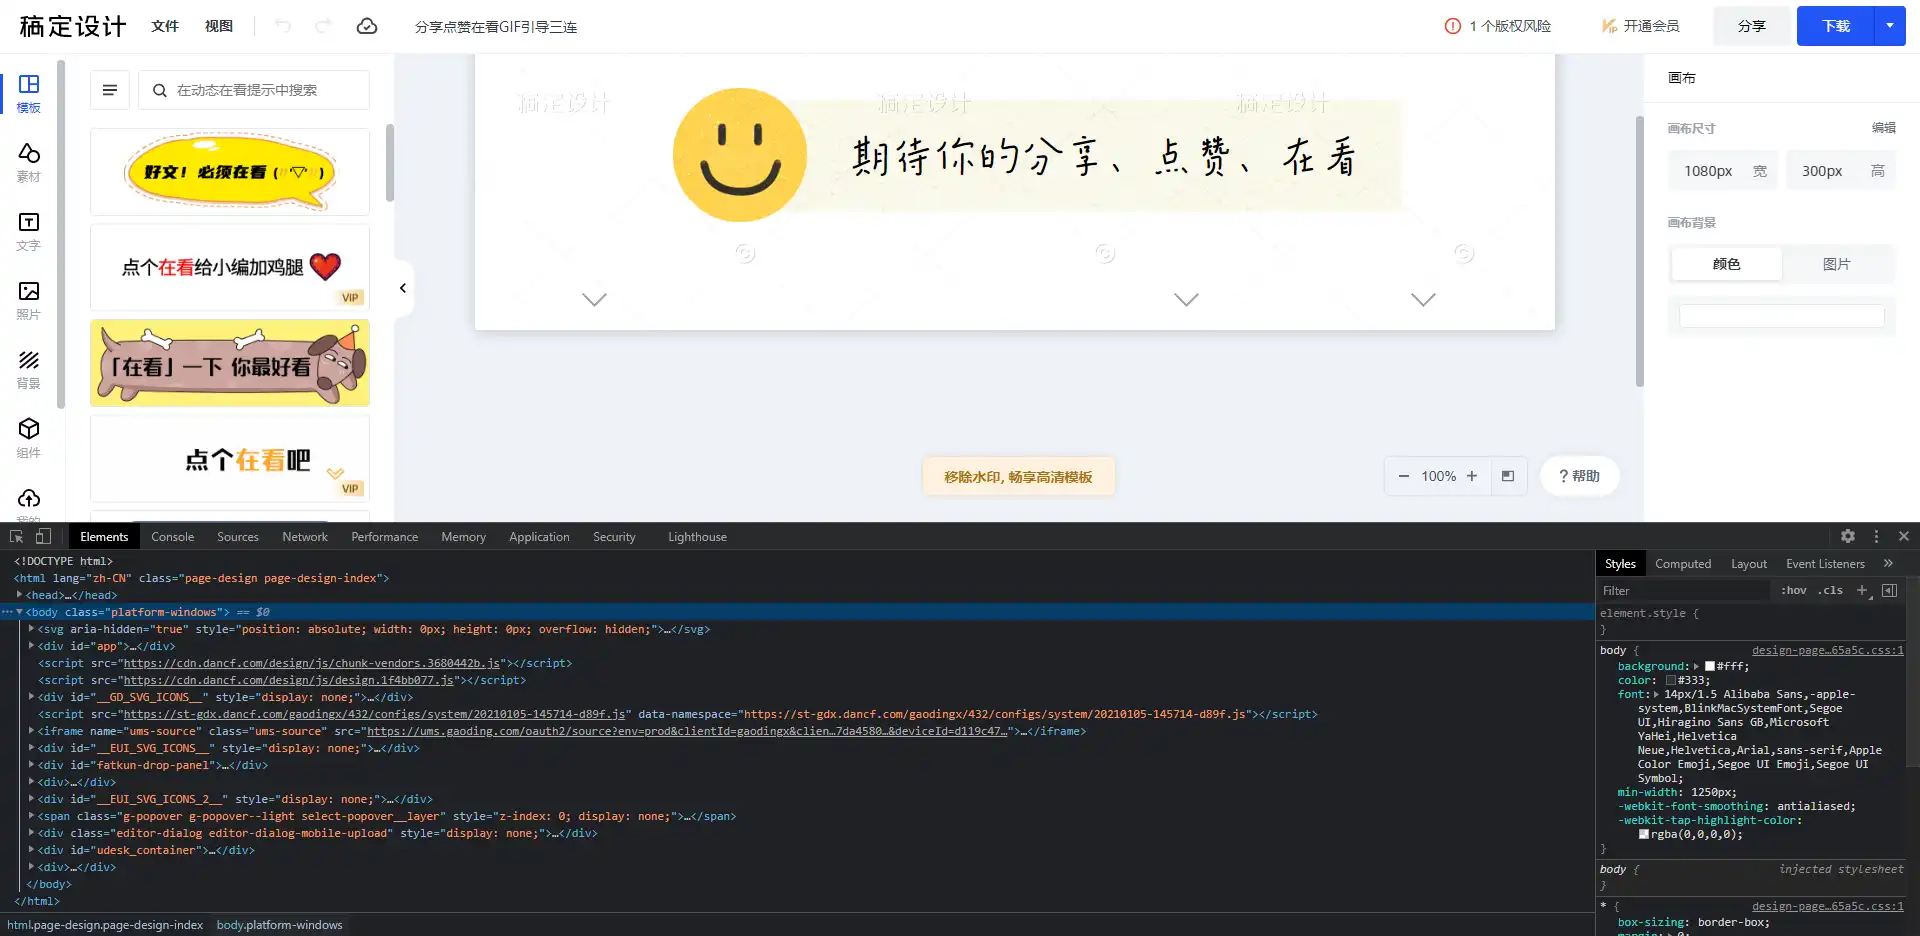 稿定设计 文件 视图 分享点赞在看GIF引导三连 1 个版权风险 开通会员 分享 下载
模板
素材
文字
照片
背景
组件
在动态在看提示中搜索
好文！必须在看 ( ▽ )
点个在看给小编加鸡腿
VIP
「在看」一下 你最好看
点个在看吧
VIP
稿定设计 稿定设计 稿定设计
期待你的分享、点赞、在看
移除水印, 畅享高清模板
100%
? 帮助
画布
画布尺寸 编辑
1080px 宽 300px 高
画布背景
颜色 图片
Elements Console Sources Network Performance Memory Application Security Lighthouse
<!DOCTYPE html>
<html lang="zh-CN" class="page-design page-design-index">
<head>…</head>
<body class="platform-windows"> == $0
<svg aria-hidden="true" style="position: absolute; width: 0px; height: 0px; overflow: hidden;">…</svg>
<div id="app">…</div>
<script src="https://cdn.dancf.com/design/js/chunk-vendors.3680442b.js"></script>
<script src="https://cdn.dancf.com/design/js/design.1f4bb077.js"></script>
<div id="__GD_SVG_ICONS__" style="display: none;">…</div>
<script src="https://st-gdx.dancf.com/gaodingx/432/configs/system/20210105-145714-d89f.js" data-namespace="https://st-gdx.dancf.com/gaodingx/432/configs/system/20210105-145714-d89f.js"></script>
<iframe name="ums-source" class="ums-source" src="https://ums.gaoding.com/oauth2/source?env=prod&clientId=gaodingx&clien…7da4580…&deviceId=d119c47…">…</iframe>
<div id="__EUI_SVG_ICONS__" style="display: none;">…</div>
<div id="fatkun-drop-panel">…</div>
<div>…</div>
<div id="__EUI_SVG_ICONS_2__" style="display: none;">…</div>
<span class="g-popover g-popover--light select-popover__layer" style="z-index: 0; display: none;">…</span>
<div class="editor-dialog editor-dialog-mobile-upload" style="display: none;">…</div>
<div id="udesk_container">…</div>
<div>…</div>
</body>
</html>
html.page-design.page-design-index body.platform-windows
Styles Computed Layout Event Listeners »
Filter :hov .cls +
element.style {
}
body { design-page…65a5c.css:1
background: #fff;
color: #333;
font: 14px/1.5 Alibaba Sans,-apple-
system,BlinkMacSystemFont,Segoe
UI,Hiragino Sans GB,Microsoft
YaHei,Helvetica
Neue,Helvetica,Arial,sans-serif,Apple
Color Emoji,Segoe UI Emoji,Segoe UI
Symbol;
min-width: 1250px;
-webkit-font-smoothing: antialiased;
-webkit-tap-highlight-color:
rgba(0,0,0,0);
}
body { injected stylesheet
}
* { design-page…65a5c.css:1
box-sizing: border-box;